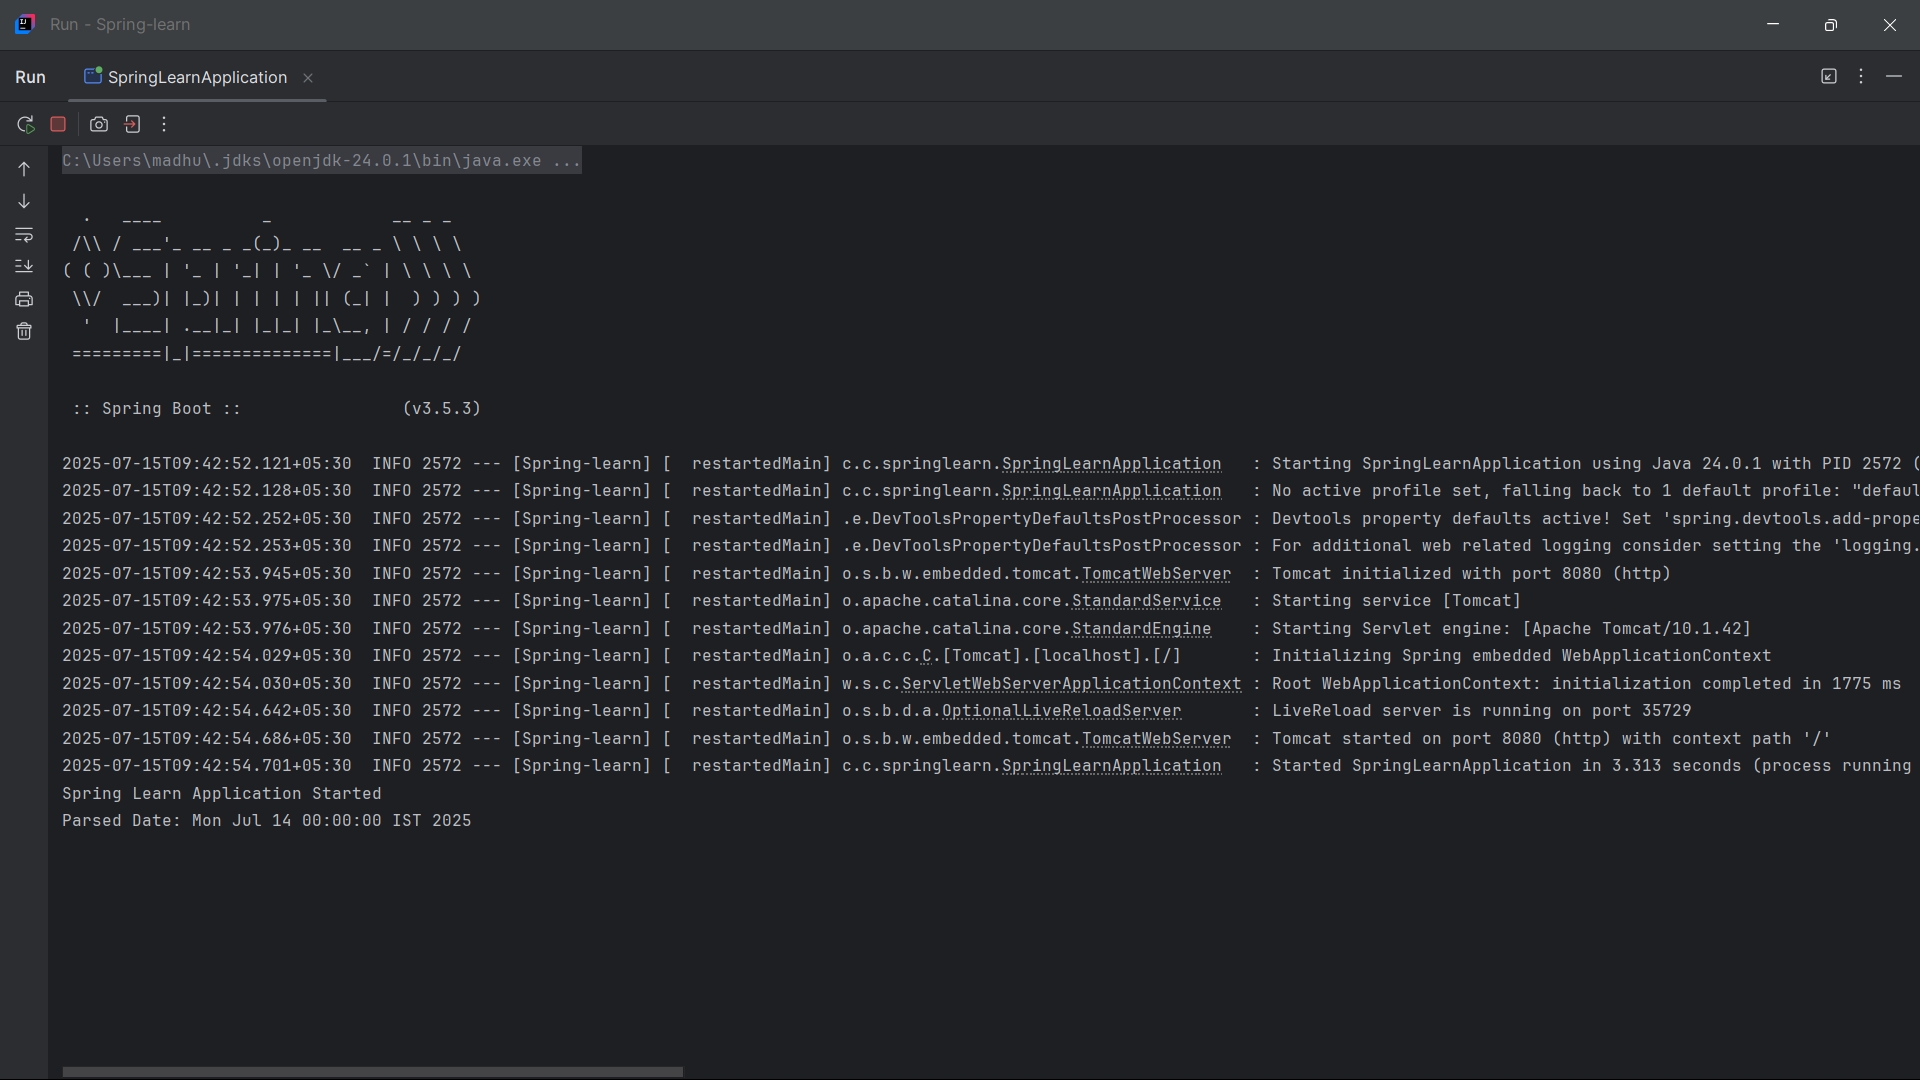 Run - Spring-learn
Run SpringLearnApplication
C:\Users\madhu\.jdks\openjdk-24.0.1\bin\java.exe ...
  .   ____          _            __ _ _
 /\\ / ___'_ __ _ _(_)_ __  __ _ \ \ \ \
( ( )\___ | '_ | '_| | '_ \/ _` | \ \ \ \
 \\/  ___)| |_)| | | | | || (_| |  ) ) ) )
  '  |____| .__|_| |_|_| |_\__, | / / / /
 =========|_|==============|___/=/_/_/_/
 :: Spring Boot ::                (v3.5.3)
2025-07-15T09:42:52.121+05:30  INFO 2572 --- [Spring-learn] [  restartedMain] c.c.springlearn.SpringLearnApplication   : Starting SpringLearnApplication using Java 24.0.1 with PID 2572 (
2025-07-15T09:42:52.128+05:30  INFO 2572 --- [Spring-learn] [  restartedMain] c.c.springlearn.SpringLearnApplication   : No active profile set, falling back to 1 default profile: "defaul
2025-07-15T09:42:52.252+05:30  INFO 2572 --- [Spring-learn] [  restartedMain] .e.DevToolsPropertyDefaultsPostProcessor : Devtools property defaults active! Set 'spring.devtools.add-prope
2025-07-15T09:42:52.253+05:30  INFO 2572 --- [Spring-learn] [  restartedMain] .e.DevToolsPropertyDefaultsPostProcessor : For additional web related logging consider setting the 'logging.
2025-07-15T09:42:53.945+05:30  INFO 2572 --- [Spring-learn] [  restartedMain] o.s.b.w.embedded.tomcat.TomcatWebServer  : Tomcat initialized with port 8080 (http)
2025-07-15T09:42:53.975+05:30  INFO 2572 --- [Spring-learn] [  restartedMain] o.apache.catalina.core.StandardService   : Starting service [Tomcat]
2025-07-15T09:42:53.976+05:30  INFO 2572 --- [Spring-learn] [  restartedMain] o.apache.catalina.core.StandardEngine    : Starting Servlet engine: [Apache Tomcat/10.1.42]
2025-07-15T09:42:54.029+05:30  INFO 2572 --- [Spring-learn] [  restartedMain] o.a.c.c.C.[Tomcat].[localhost].[/]       : Initializing Spring embedded WebApplicationContext
2025-07-15T09:42:54.030+05:30  INFO 2572 --- [Spring-learn] [  restartedMain] w.s.c.ServletWebServerApplicationContext : Root WebApplicationContext: initialization completed in 1775 ms
2025-07-15T09:42:54.642+05:30  INFO 2572 --- [Spring-learn] [  restartedMain] o.s.b.d.a.OptionalLiveReloadServer       : LiveReload server is running on port 35729
2025-07-15T09:42:54.686+05:30  INFO 2572 --- [Spring-learn] [  restartedMain] o.s.b.w.embedded.tomcat.TomcatWebServer  : Tomcat started on port 8080 (http) with context path '/'
2025-07-15T09:42:54.701+05:30  INFO 2572 --- [Spring-learn] [  restartedMain] c.c.springlearn.SpringLearnApplication   : Started SpringLearnApplication in 3.313 seconds (process running
Spring Learn Application Started
Parsed Date: Mon Jul 14 00:00:00 IST 2025